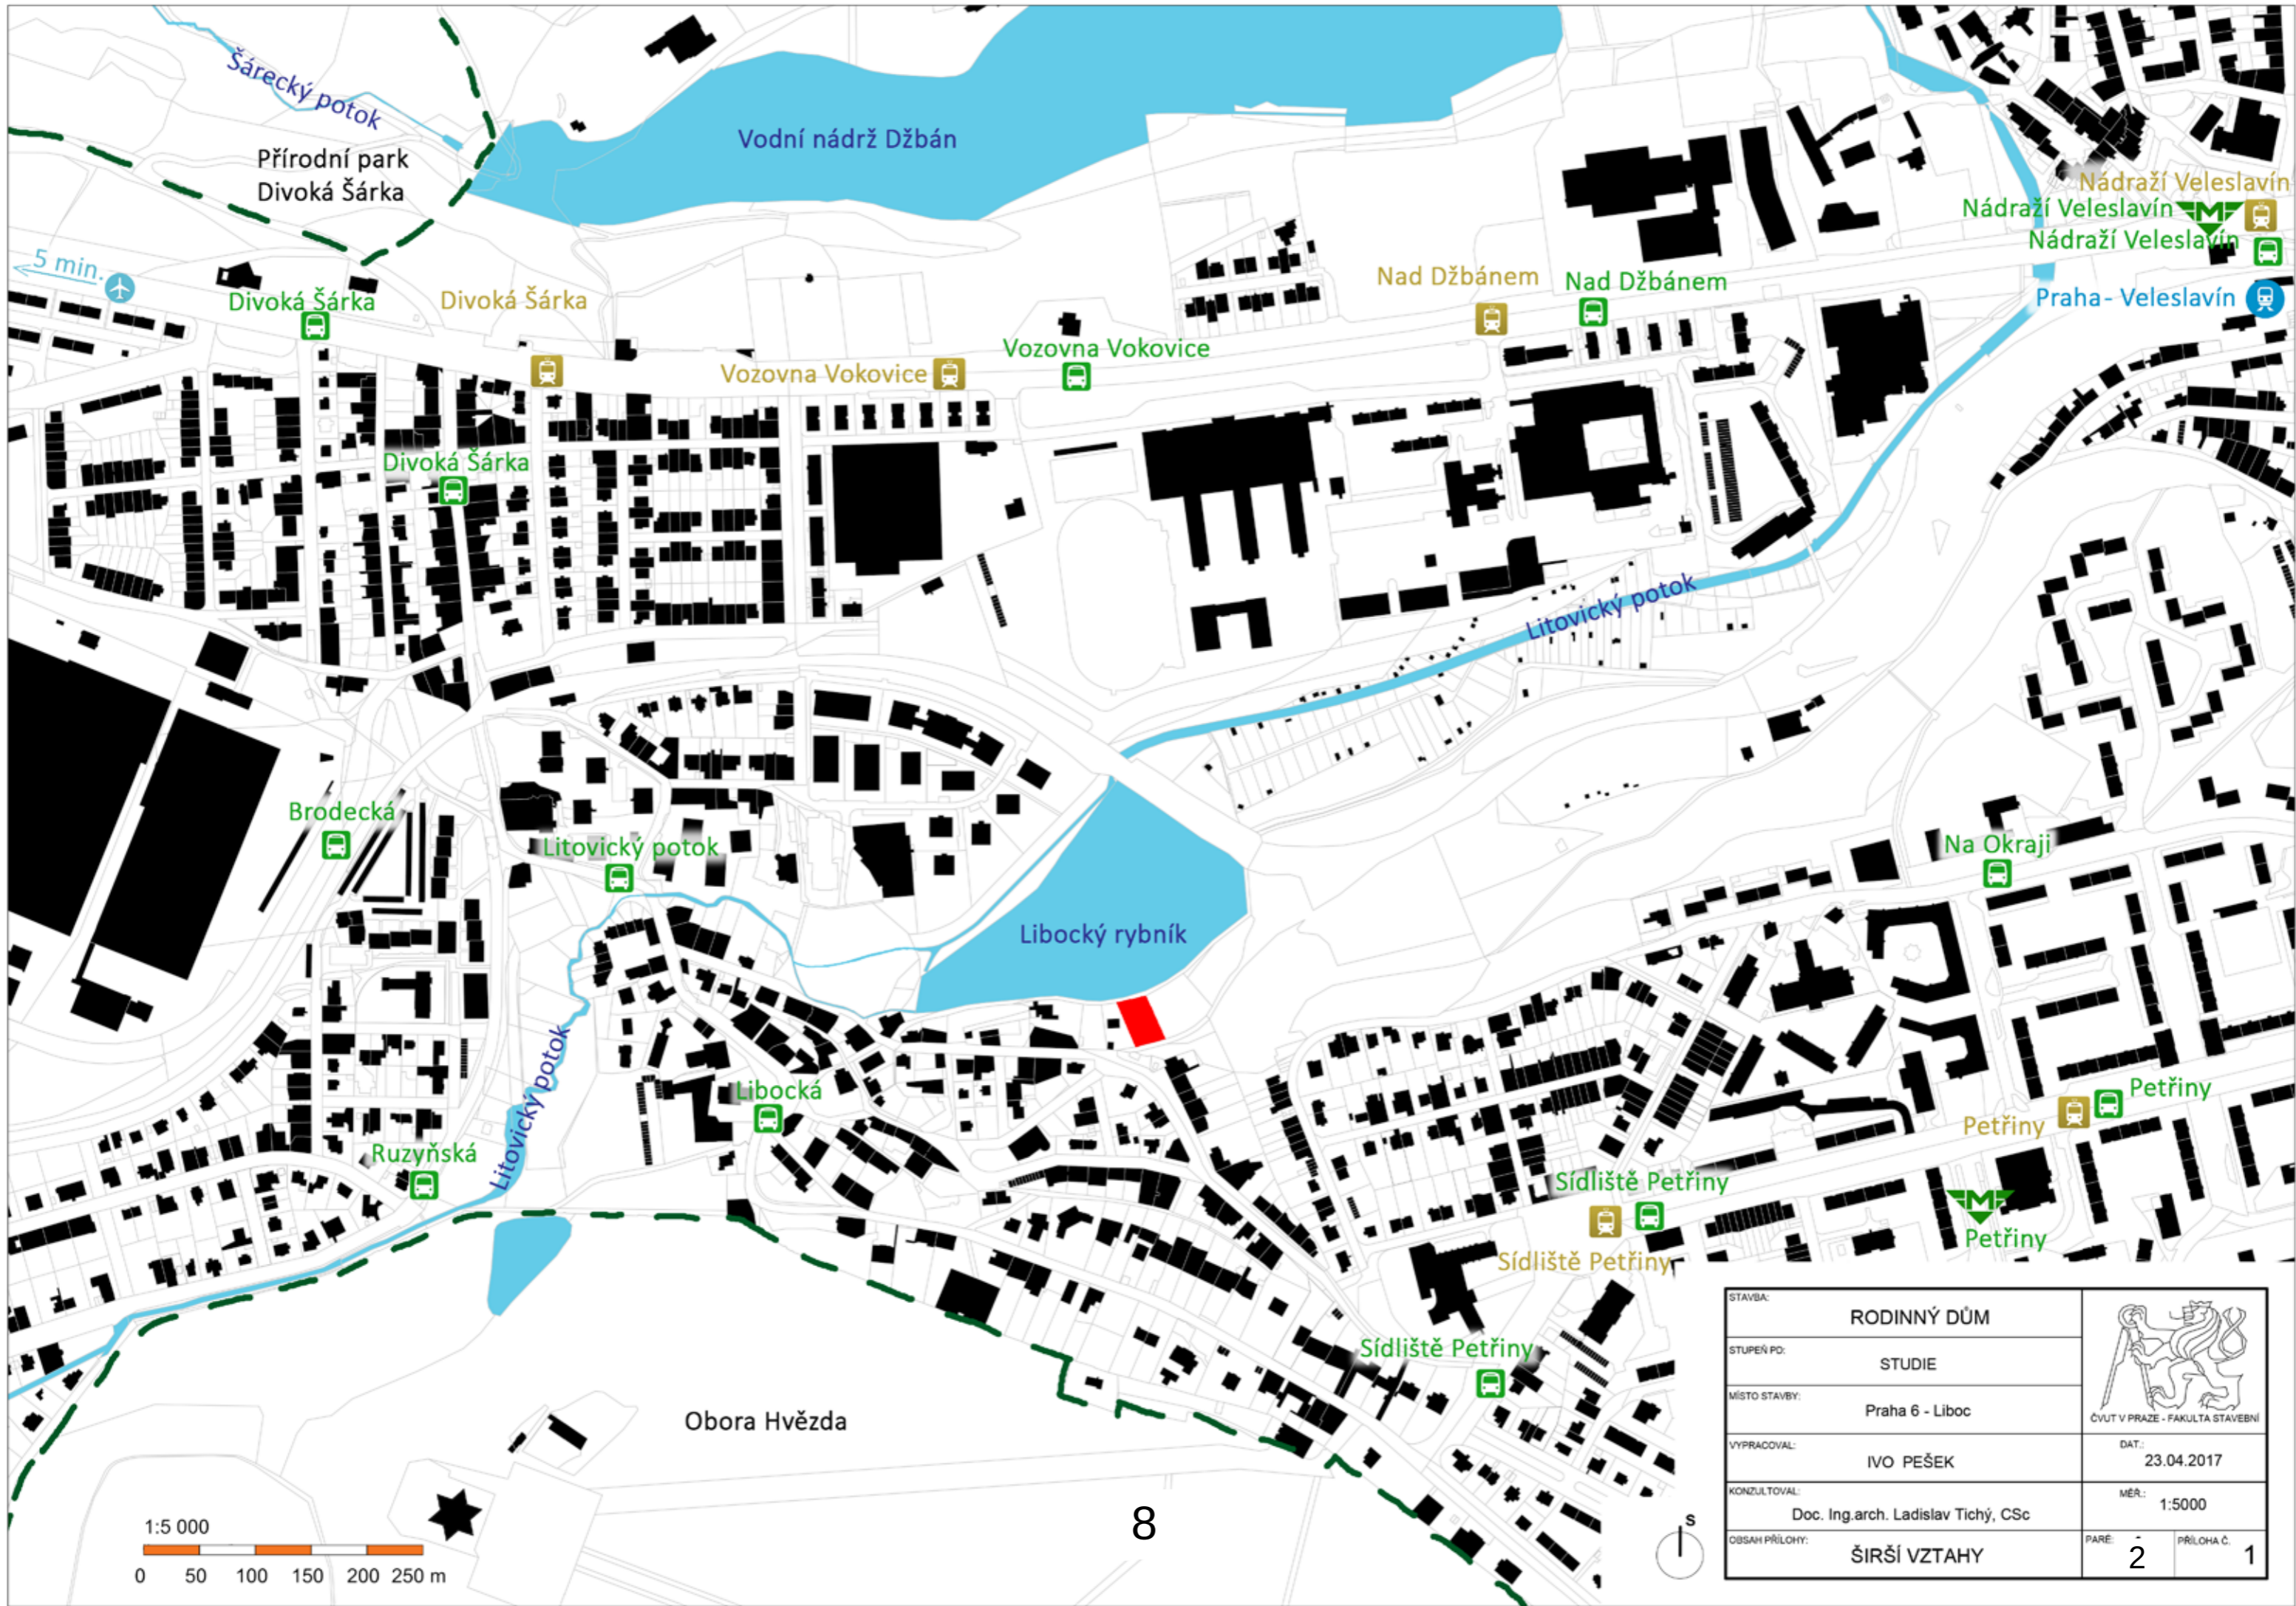 Šárecký potok
Vodní nádrž Džbán
Přírodní park
Divoká Šárka
Nádraží Veleslavín
Nádraží Veleslavín
Nádraží Veleslavín
5 min.
Divoká Šárka
Divoká Šárka
Nad Džbánem
Nad Džbánem
Praha- Veleslavín
Vozovna Vokovice
Vozovna Vokovice
Divoká Šárka
Litovický potok
Brodecká
Litovický potok
Na Okraji
Libocký rybník
Litovický potok
Libocká
Petřiny
Petřiny
Ruzyňská
Sídliště Petřiny
Petřiny
Sídliště Petřiny
Sídliště Petřiny
Obora Hvězda
8
1:5 000
0 50 100 150 200 250 m
S
STAVBA:
RODINNÝ DŮM
STUPEŇ PD:
STUDIE
MÍSTO STAVBY:
Praha 6 - Liboc
ČVUT V PRAZE - FAKULTA STAVEBNÍ
VYPRACOVAL:
IVO PEŠEK
DAT.:
23.04.2017
KONZULTOVAL:
Doc. Ing.arch. Ladislav Tichý, CSc
MĚŘ.:
1:5000
OBSAH PŘÍLOHY:
ŠIRŠÍ VZTAHY
PARÉ:
2
PŘÍLOHA Č.
1